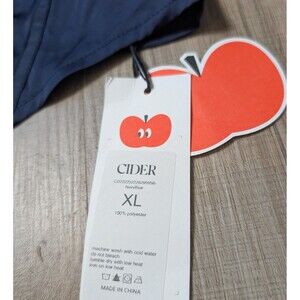 CIDER
XL
100% polyester
machine wash with cold water
do not bleach
tumble dry with low heat
iron on low heat
MADE IN CHINA